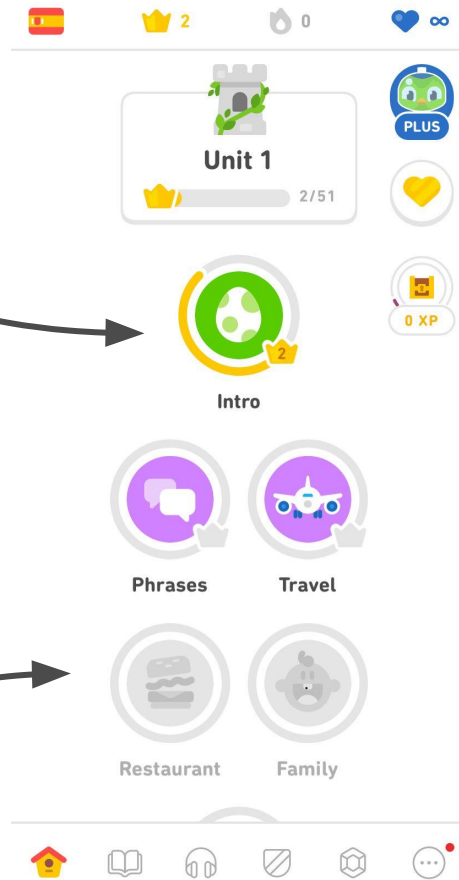 2
0
∞
PLUS
Unit 1
2/51
0 XP
2
Intro
Phrases
Travel
Restaurant
Family